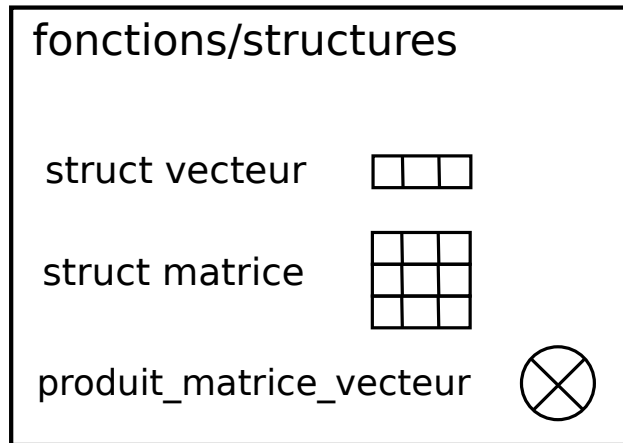 fonctions/structures
struct vecteur
struct matrice
produit_matrice_vecteur